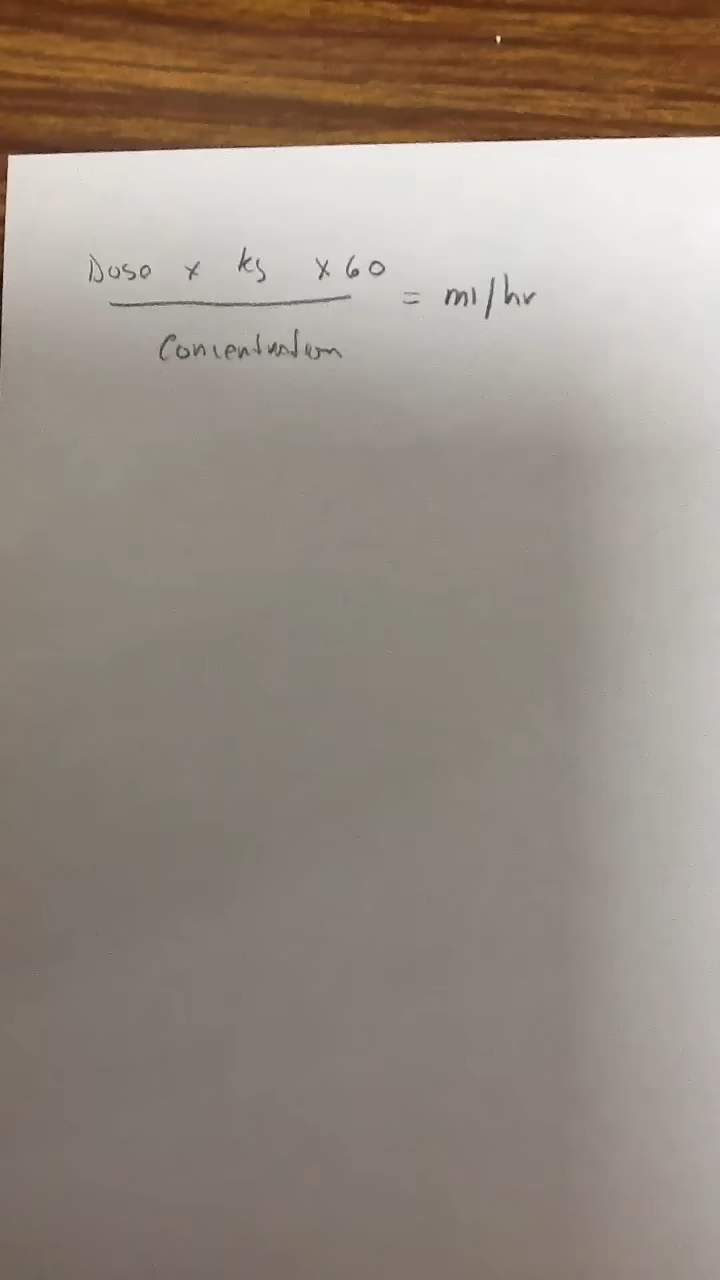 Dose x kg x 60
= ml/hr
Concentration